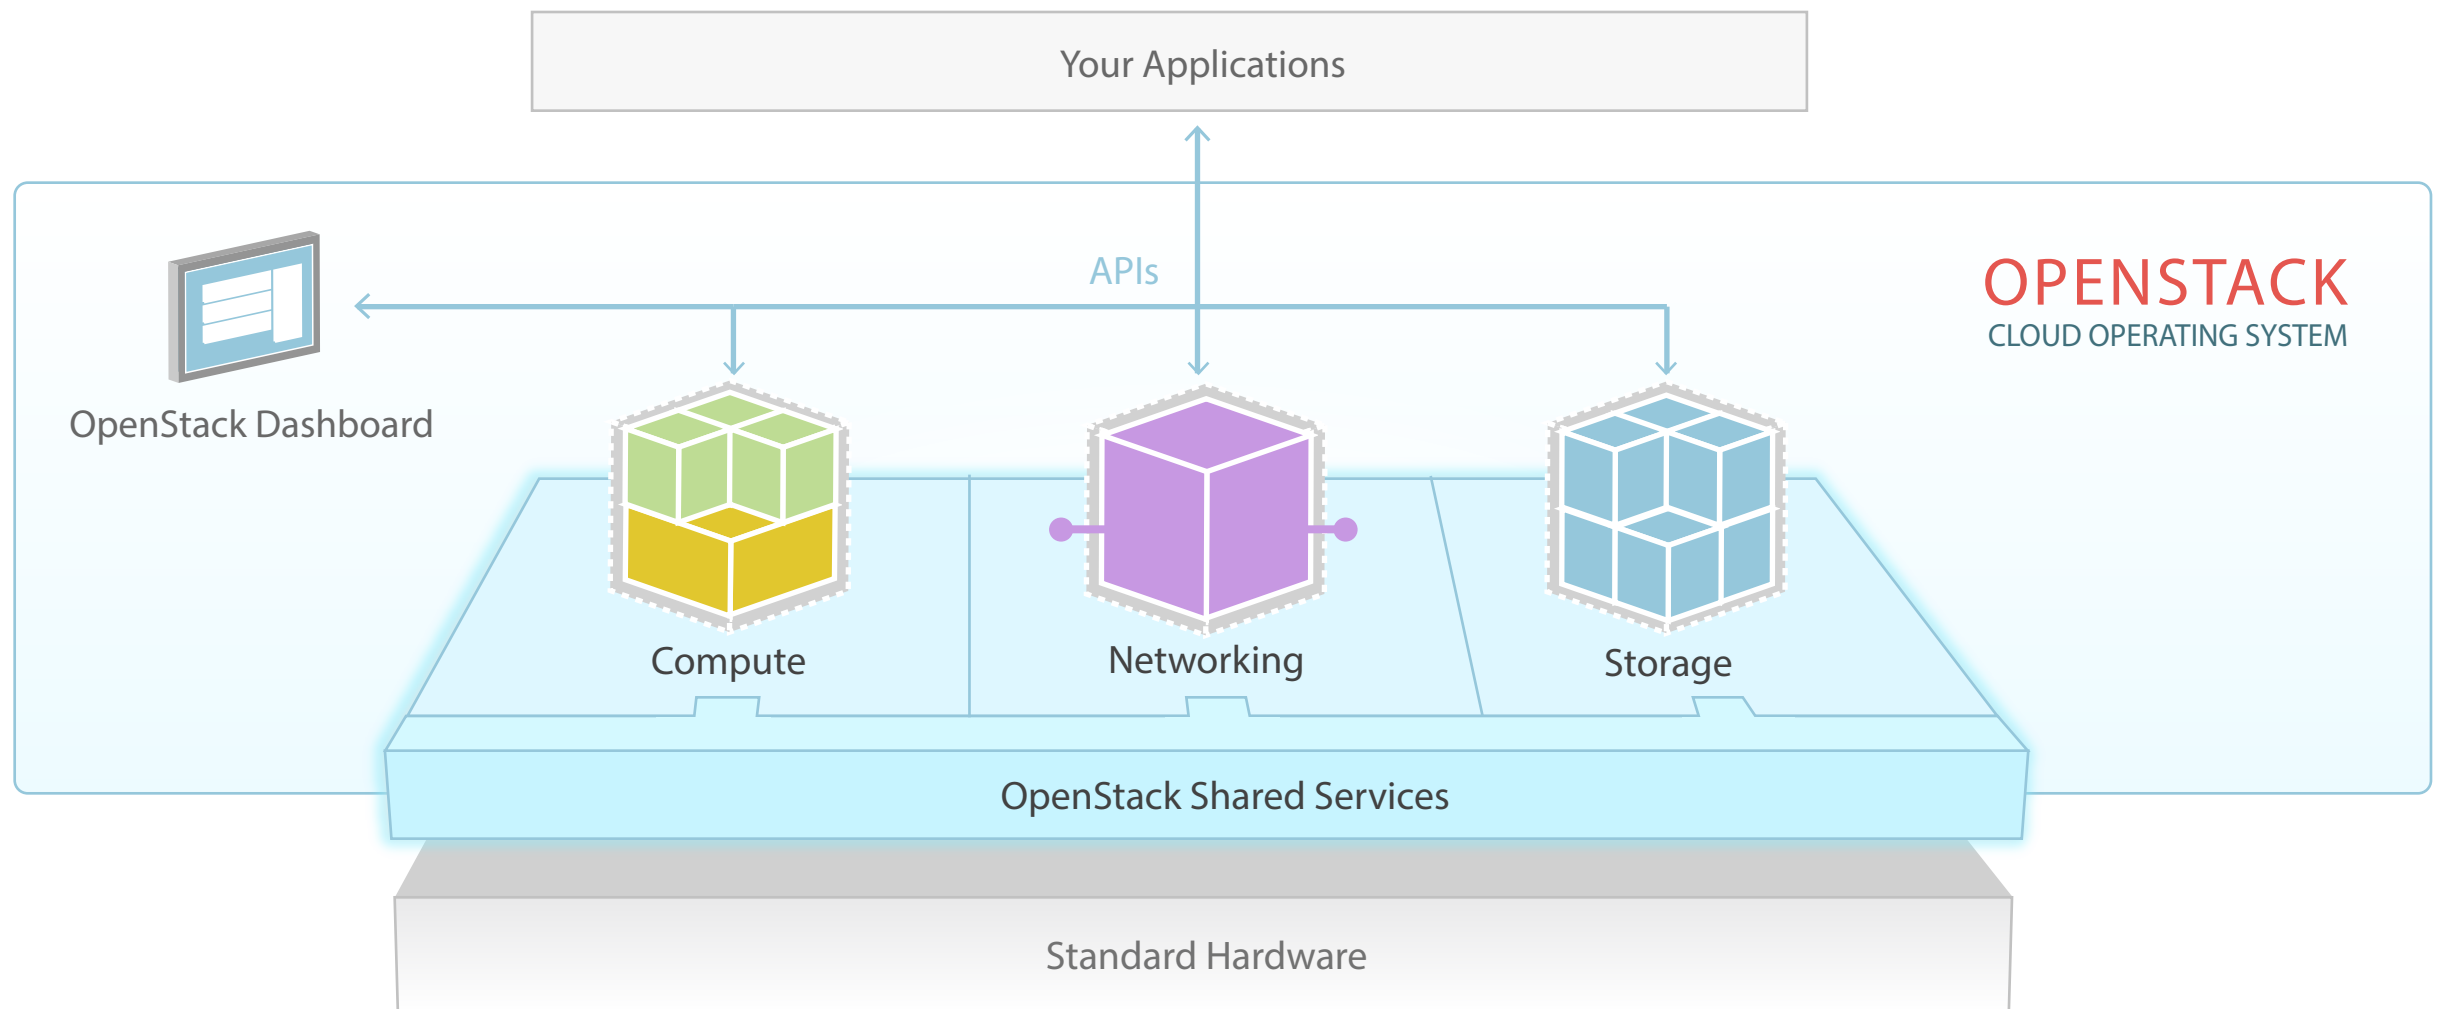 Your Applications
APIs
OPENSTACK
CLOUD OPERATING SYSTEM
OpenStack Dashboard
Compute
Networking
Storage
OpenStack Shared Services
Standard Hardware